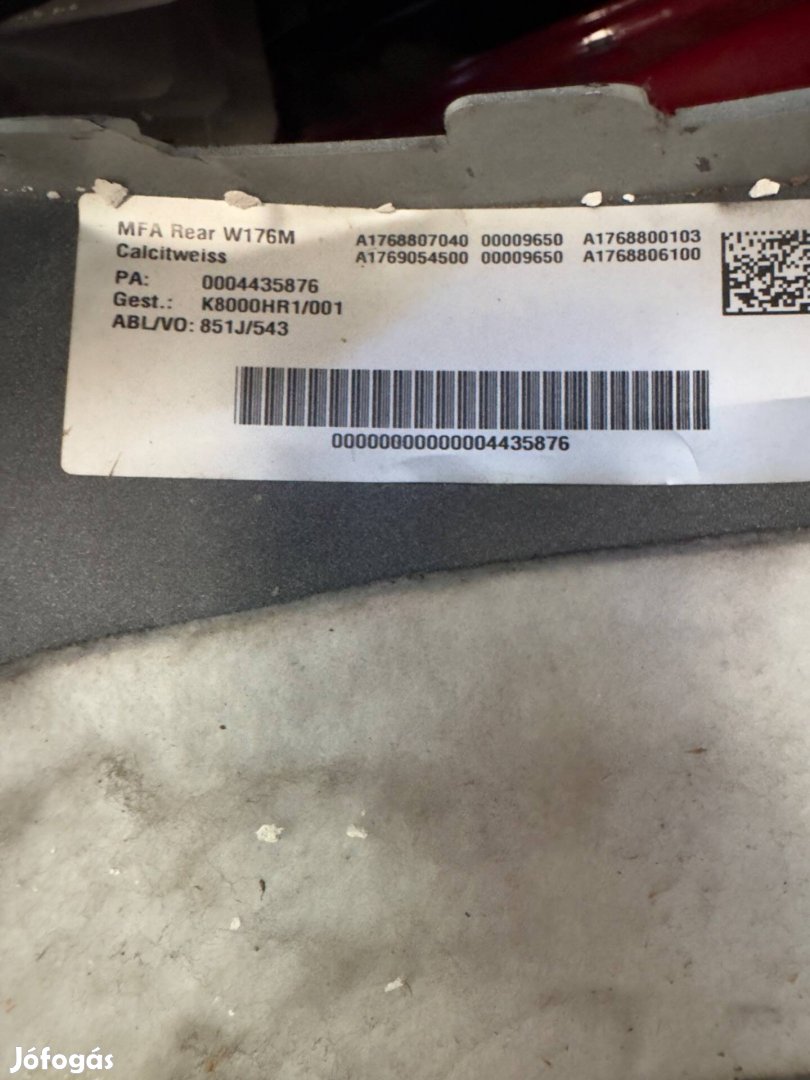 MFA Rear W176M
Calcitweiss
A1768807040 00009650 A1768800103
A1769054500 00009650 A1768806100
PA: 0004435876
Gest.: K8000HR1/001
ABL/VO: 851J/543
00000000000004435876
Jófogás